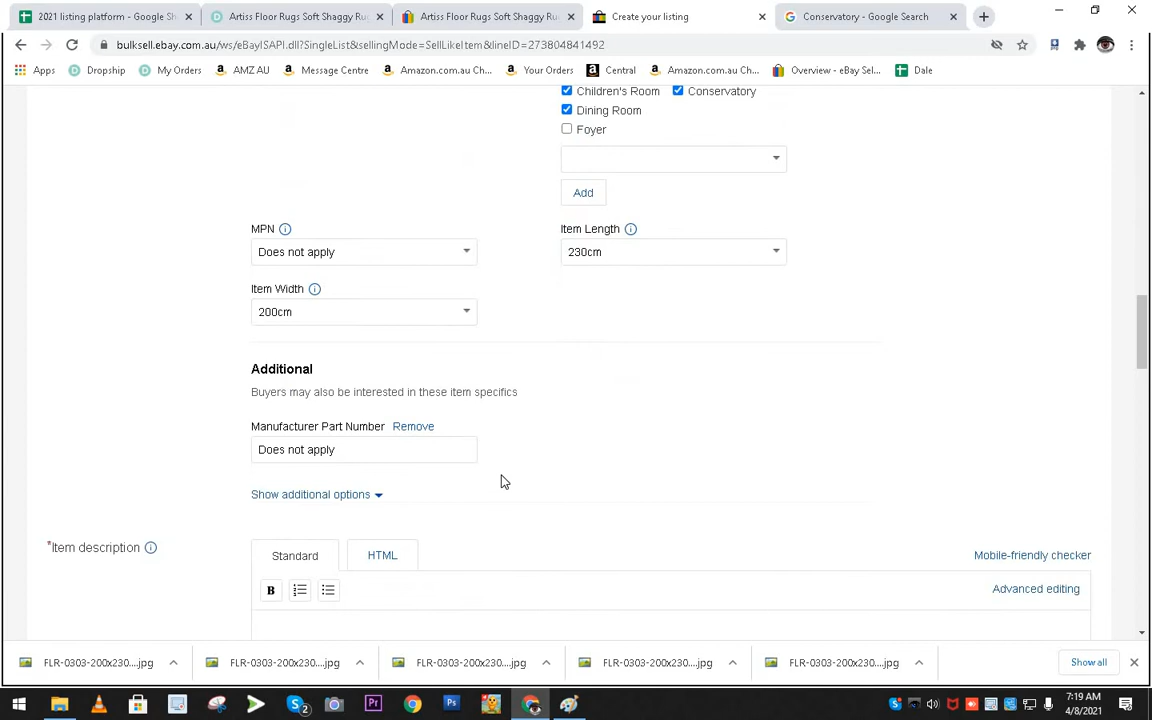 2021 listing platform - Google Sh
Artiss Floor Rugs Soft Shaggy Ru
Artiss Floor Rugs Soft Shaggy Ru
Create your listing
Conservatory - Google Search
bulksell.ebay.com.au/ws/eBayISAPI.dll?SingleList&sellingMode=SellLikeItem&lineID=273804841492
Apps Dropship My Orders AMZ AU Message Centre Amazon.com.au Ch... Your Orders Central Amazon.com.au Ch... Overview - eBay Sel... Dale
Children's Room Conservatory
Dining Room
Foyer
Add
MPN Item Length
Does not apply 230cm
Item Width
200cm
Additional
Buyers may also be interested in these item specifics
Manufacturer Part Number Remove
Does not apply
Show additional options
*Item description Standard HTML Mobile-friendly checker
B Advanced editing
FLR-0303-200x230....jpg FLR-0303-200x230....jpg FLR-0303-200x230....jpg FLR-0303-200x230....jpg FLR-0303-200x230....jpg Show all
7:19 AM
4/8/2021